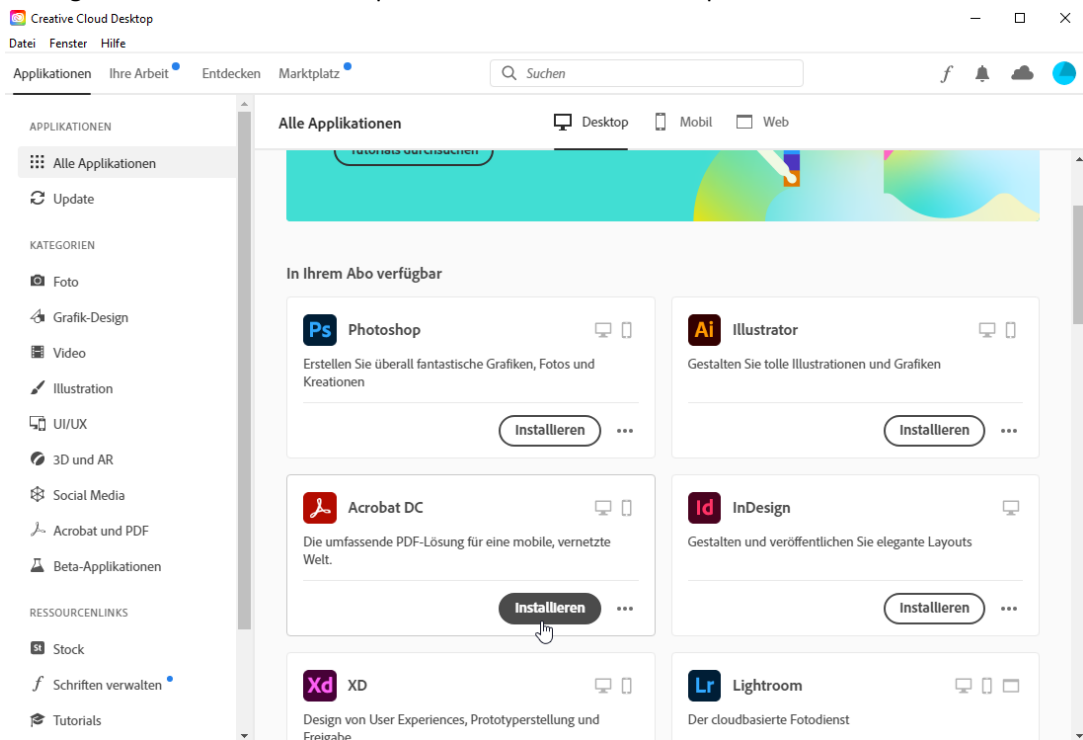 Creative Cloud Desktop
Datei Fenster Hilfe
Applikationen Ihre Arbeit Entdecken Marktplatz Suchen
APPLIKATIONEN
Alle Applikationen
Update
KATEGORIEN
Foto
Grafik-Design
Video
Illustration
UI/UX
3D und AR
Social Media
Acrobat und PDF
Beta-Applikationen
RESSOURCENLINKS
St Stock
Schriften verwalten
Tutorials
Alle Applikationen
Desktop Mobil Web
Tutorials durchsuchen
In Ihrem Abo verfügbar
Ps Photoshop
Erstellen Sie überall fantastische Grafiken, Fotos und
Kreationen
Installieren
Ai Illustrator
Gestalten Sie tolle Illustrationen und Grafiken
Installieren
Acrobat DC
Die umfassende PDF-Lösung für eine mobile, vernetzte
Welt.
Installieren
Id InDesign
Gestalten und veröffentlichen Sie elegante Layouts
Installieren
Xd XD
Design von User Experiences, Prototyperstellung und
Freigabe
Lr Lightroom
Der cloudbasierte Fotodienst